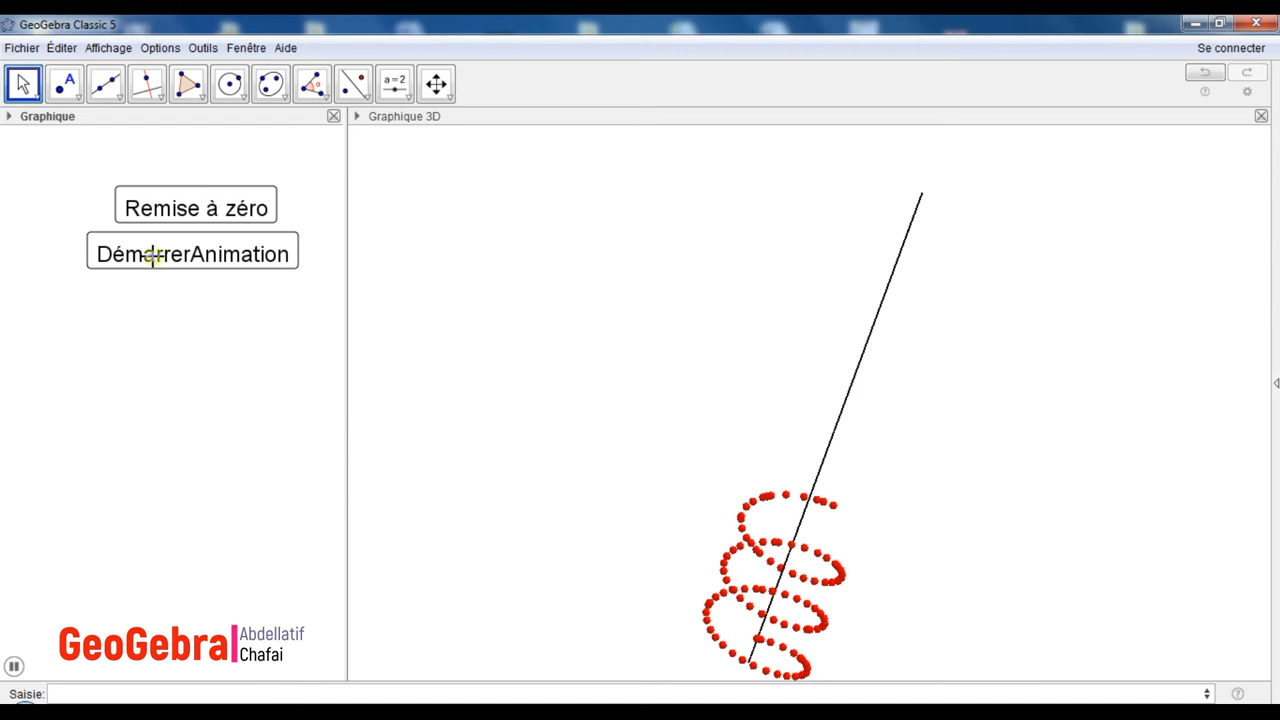 GeoGebra Classic 5
Fichier Éditer Affichage Options Outils Fenêtre Aide
Se connecter
A
α
a=2
Graphique
Graphique 3D
Remise à zéro
DémarrerAnimation
GeoGebra
Abdellatif
Chafai
Saisie: